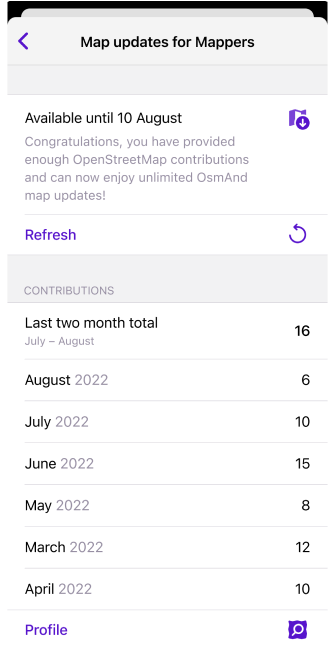 Map updates for Mappers
Available until 10 August
Congratulations, you have provided
enough OpenStreetMap contributions
and can now enjoy unlimited OsmAnd
map updates!
Refresh
CONTRIBUTIONS
Last two month total
July – August
16
August 2022 6
July 2022 10
June 2022 15
May 2022 8
March 2022 12
April 2022 10
Profile